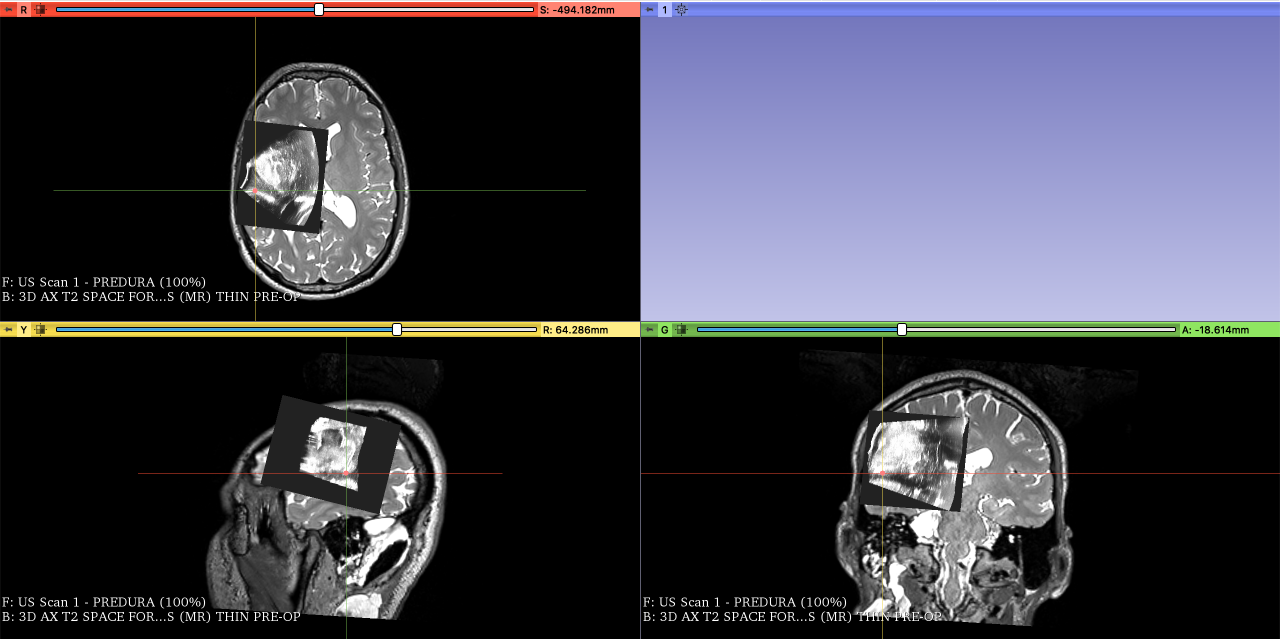 R
S: -494.182mm
1
F: US Scan 1 - PREDURA (100%)
B: 3D AX T2 SPACE FOR...S (MR) THIN PRE-OP
Y
R: 64.286mm
G
A: -18.614mm
F: US Scan 1 - PREDURA (100%)
B: 3D AX T2 SPACE FOR...S (MR) THIN PRE-OP
F: US Scan 1 - PREDURA (100%)
B: 3D AX T2 SPACE FOR...S (MR) THIN PRE-OP